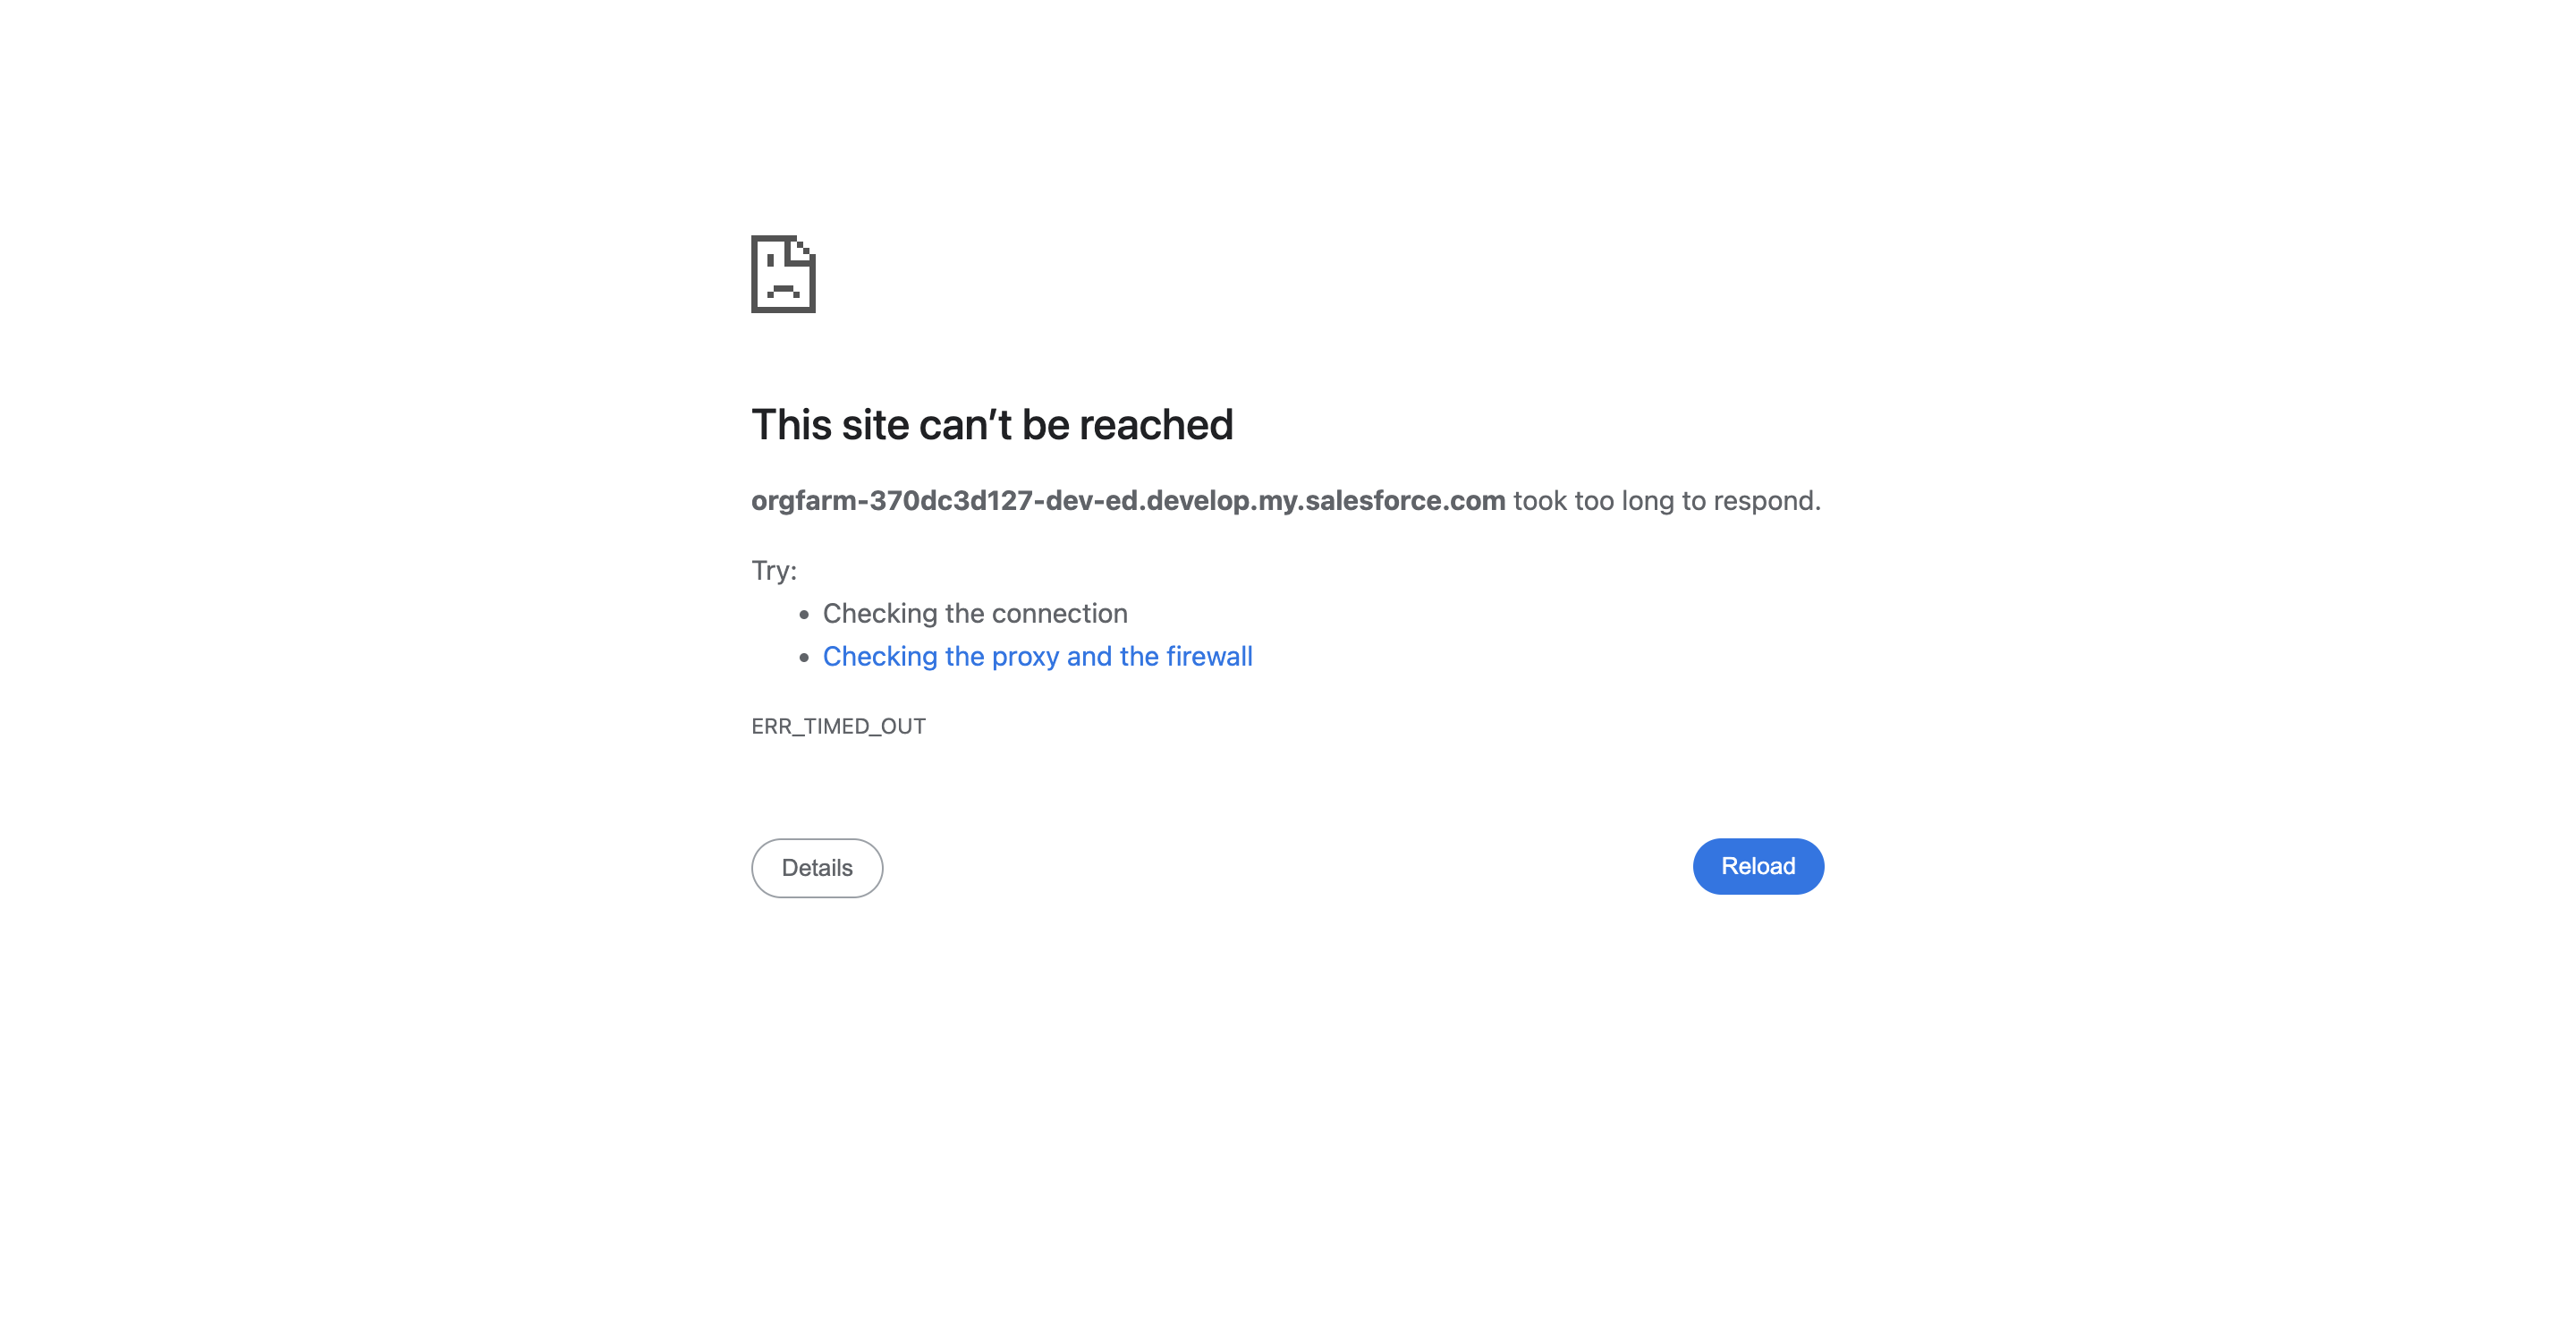 This site can’t be reached
orgfarm-370dc3d127-dev-ed.develop.my.salesforce.com took too long to respond.
Try:
• Checking the connection
• Checking the proxy and the firewall
ERR_TIMED_OUT
Details
Reload